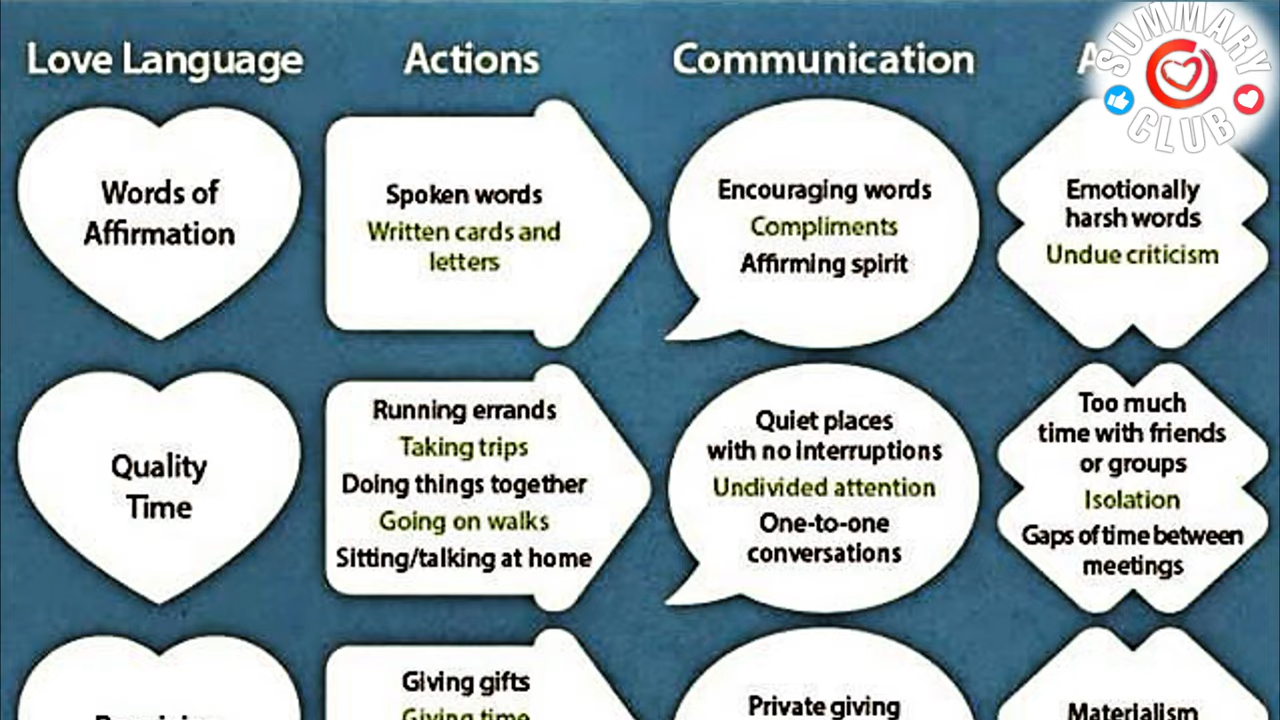 Love Language
Actions
Communication
SUMMARY
CLUB
Words of
Affirmation
Spoken words
Written cards and
letters
Encouraging words
Compliments
Affirming spirit
Emotionally
harsh words
Undue criticism
Quality
Time
Running errands
Taking trips
Doing things together
Going on walks
Sitting/talking at home
Quiet places
with no interruptions
Undivided attention
One-to-one
conversations
Too much
time with friends
or groups
Isolation
Gaps of time between
meetings
Giving gifts
Giving time
Private giving
Materialism